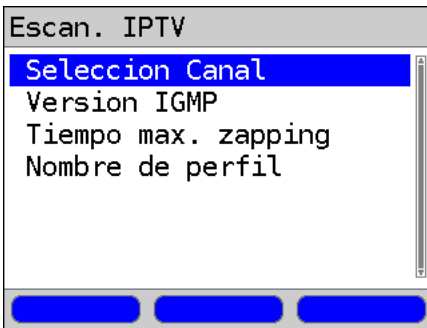 Escan. IPTV
Seleccion Canal
Version IGMP
Tiempo max. zapping
Nombre de perfil